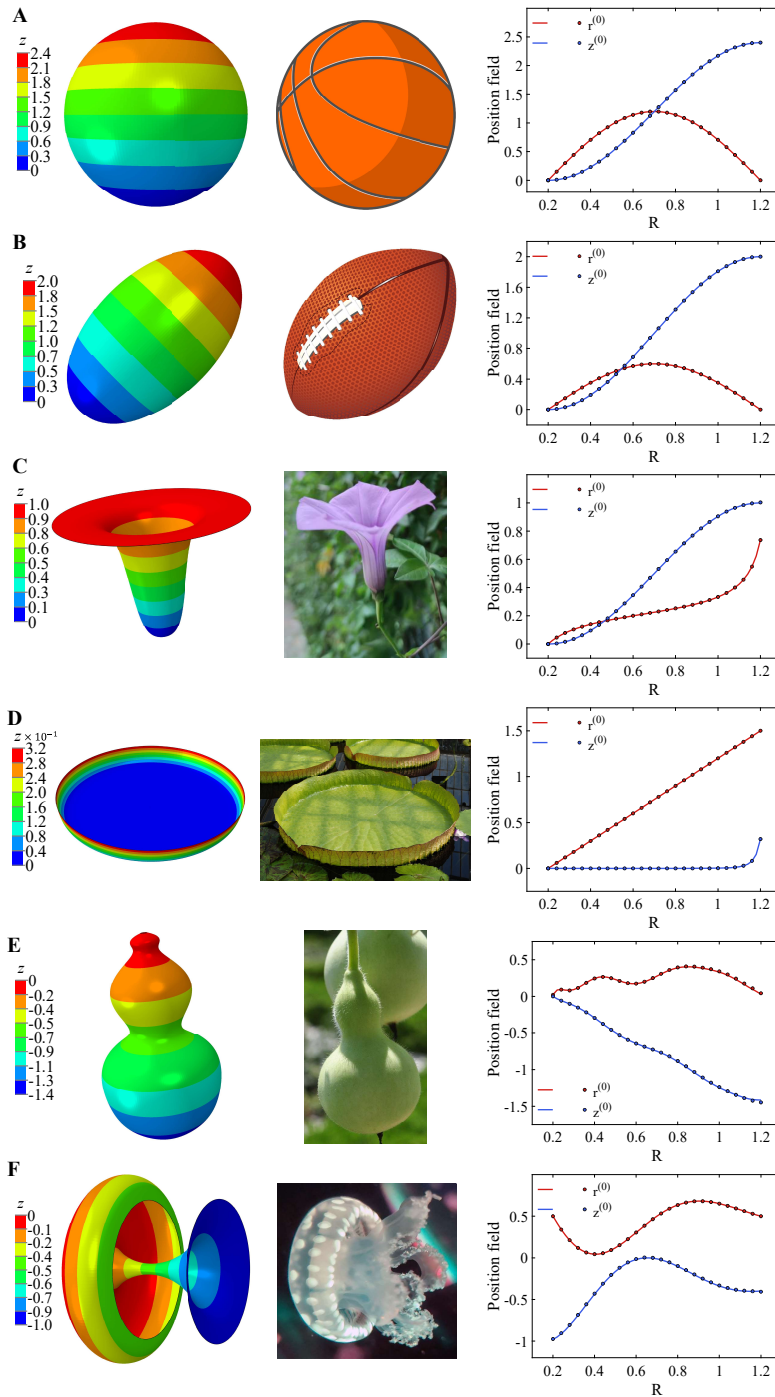 A
z
2.4
2.1
1.8
1.5
1.2
0.9
0.6
0.3
0
Position field
2.5
2
1.5
1
0.5
0
r(0)
z(0)
0.2 0.4 0.6 0.8 1 1.2
R
B
z
2.0
1.8
1.5
1.2
1.0
0.7
0.5
0.3
0
Position field
2
1.6
1.2
0.8
0.4
0
r(0)
z(0)
0.2 0.4 0.6 0.8 1 1.2
R
C
z
1.0
0.9
0.8
0.6
0.5
0.4
0.3
0.1
0
Position field
1
0.8
0.6
0.4
0.2
0
r(0)
z(0)
0.2 0.4 0.6 0.8 1 1.2
R
D
z × 10⁻¹
3.2
2.8
2.4
2.0
1.6
1.2
0.8
0.4
0
Position field
1.5
1
0.5
0
r(0)
z(0)
0.2 0.4 0.6 0.8 1 1.2
R
E
z
0
-0.2
-0.4
-0.5
-0.7
-0.9
-1.1
-1.3
-1.4
Position field
0.5
0
-0.5
-1
-1.5
r(0)
z(0)
0.2 0.4 0.6 0.8 1 1.2
R
F
z
0
-0.1
-0.2
-0.4
-0.5
-0.6
-0.7
-0.9
-1.0
Position field
0.5
0
-0.5
-1
r(0)
z(0)
0.2 0.4 0.6 0.8 1 1.2
R